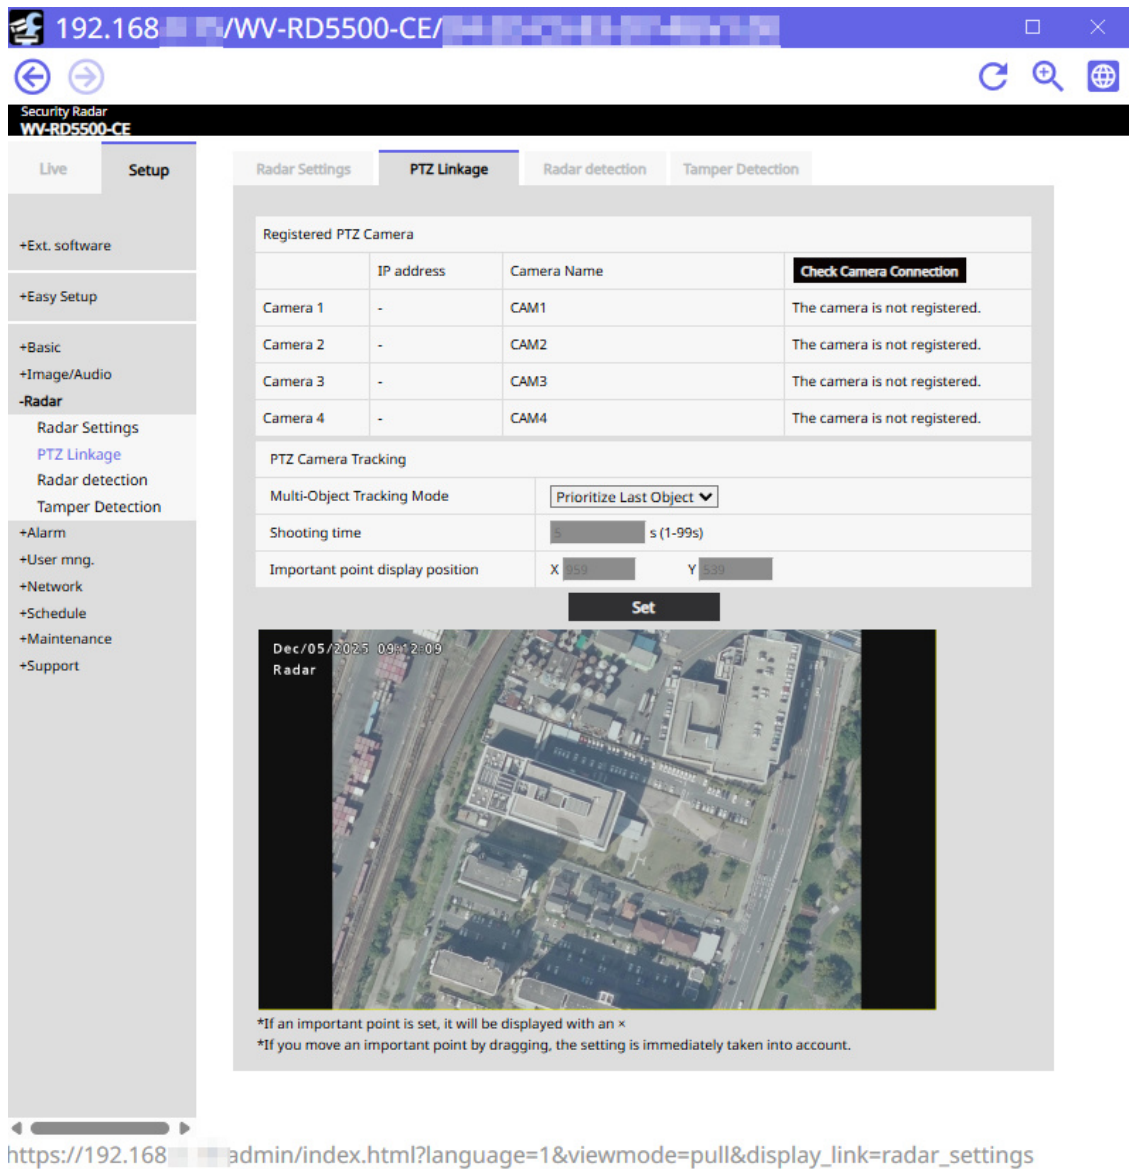 192.168 /WV-RD5500-CE/
Security Radar
WV-RD5500-CE
Live Setup
+Ext. software
+Easy Setup
+Basic
+Image/Audio
-Radar
Radar Settings
PTZ Linkage
Radar detection
Tamper Detection
+Alarm
+User mng.
+Network
+Schedule
+Maintenance
+Support
Radar Settings PTZ Linkage Radar detection Tamper Detection
Registered PTZ Camera
IP address Camera Name Check Camera Connection
Camera 1 - CAM1 The camera is not registered.
Camera 2 - CAM2 The camera is not registered.
Camera 3 - CAM3 The camera is not registered.
Camera 4 - CAM4 The camera is not registered.
PTZ Camera Tracking
Multi-Object Tracking Mode Prioritize Last Object
Shooting time 5 s (1-99s)
Important point display position X 959 Y 539
Set
Dec/05/2025 09:12:09
Radar
*If an important point is set, it will be displayed with an ×
*If you move an important point by dragging, the setting is immediately taken into account.
https://192.168 admin/index.html?language=1&viewmode=pull&display_link=radar_settings